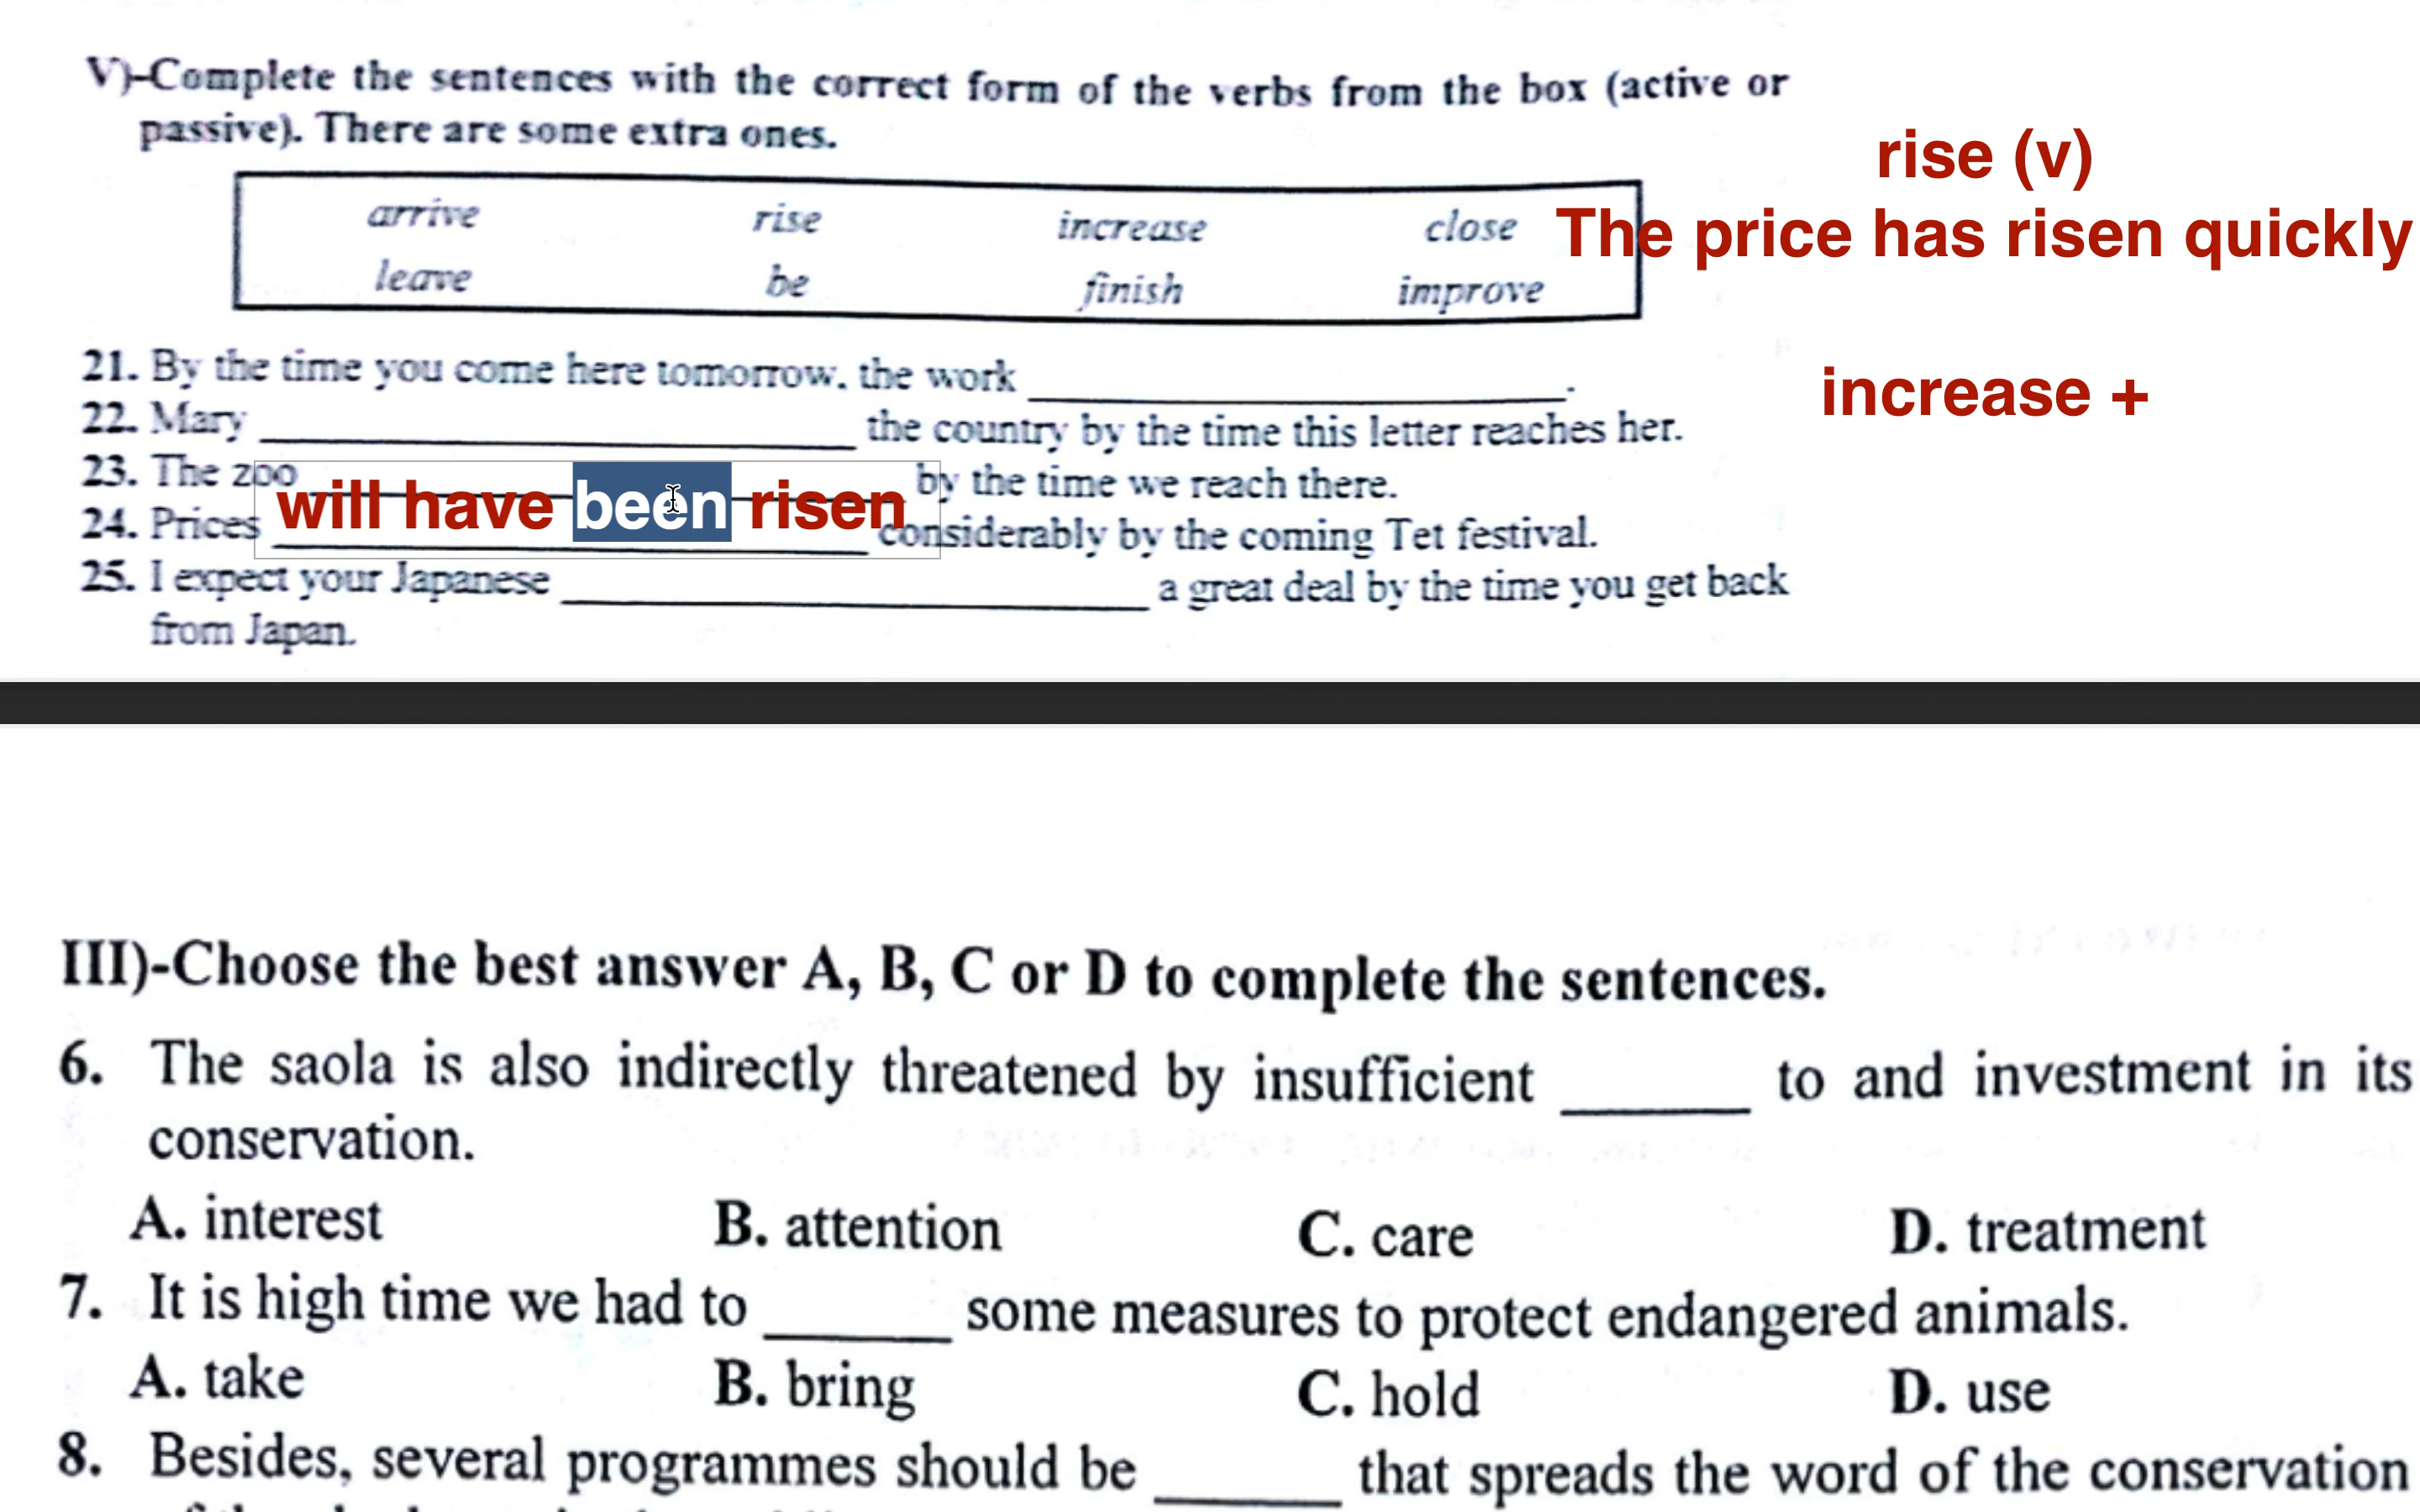 V)-Complete the sentences with the correct form of the verbs from the box (active or
passive). There are some extra ones.
rise (v)
The price has risen quickly
arrive rise increase close
leave be finish improve
21. By the time you come here tomorrow, the work ____________.
increase +
22. Mary ____________ the country by the time this letter reaches her.
23. The zoo ____________ by the time we reach there.
will have been risen
24. Prices ____________ considerably by the coming Tet festival.
25. I expect your Japanese ____________ a great deal by the time you get back
from Japan.
III)-Choose the best answer A, B, C or D to complete the sentences.
6. The saola is also indirectly threatened by insufficient ______ to and investment in its
conservation.
A. interest B. attention C. care D. treatment
7. It is high time we had to ______ some measures to protect endangered animals.
A. take B. bring C. hold D. use
8. Besides, several programmes should be ______ that spreads the word of the conservation